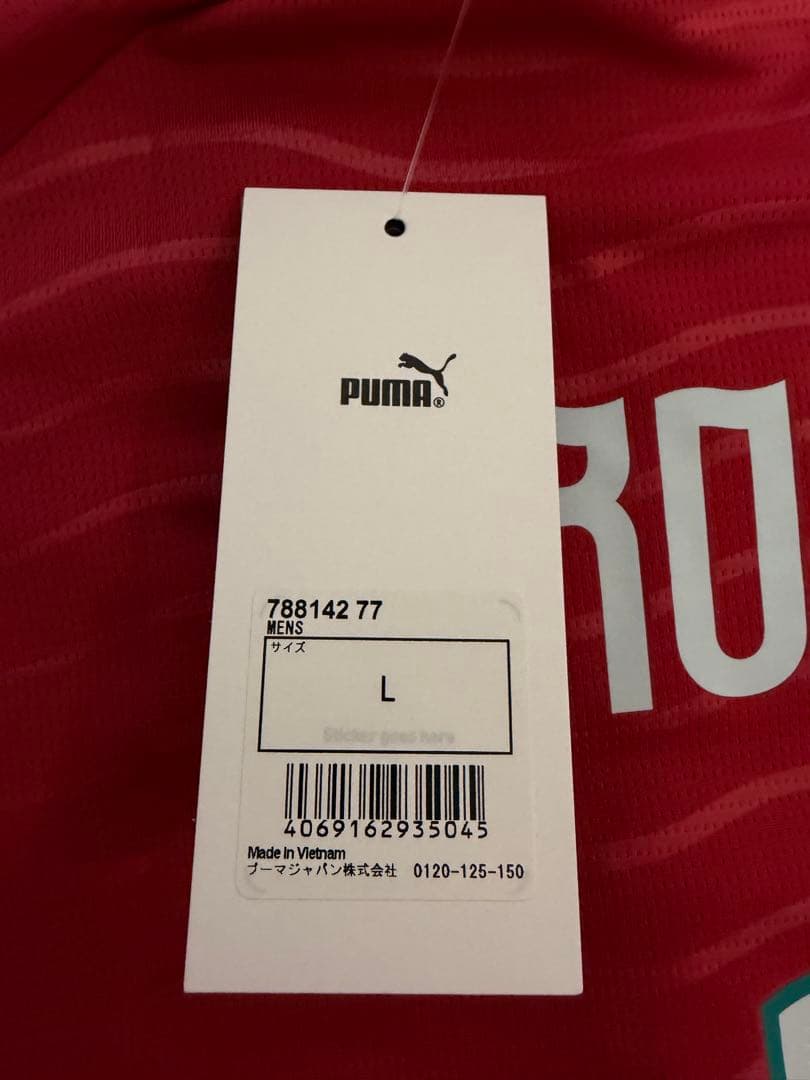 PUMA®
RO
788142 77
MENS
サイズ
L
Sticker goes here
4069162935045
Made In Vietnam
プーマジャパン株式会社 0120-125-150